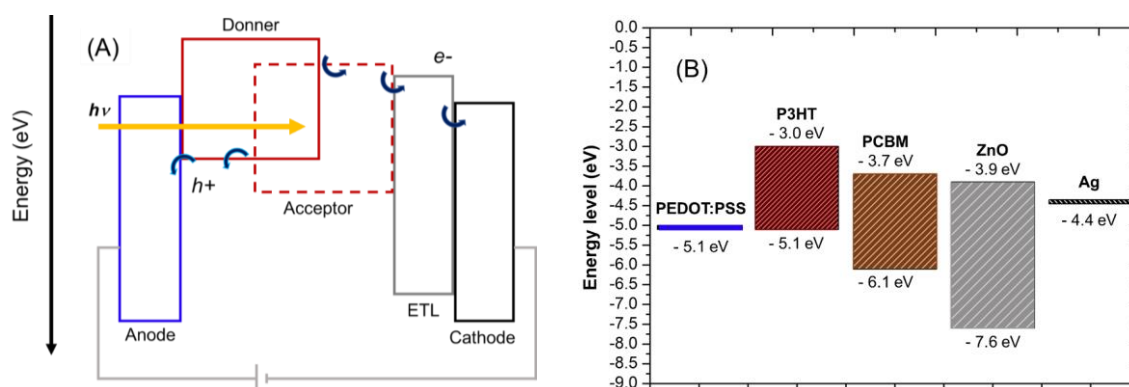 (A)
Donner
e-
hν
h+
Acceptor
Energy (eV)
ETL
Anode
Cathode
(B)
Energy level (eV)
0.0
-0.5
-1.0
-1.5
-2.0
-2.5
-3.0
-3.5
-4.0
-4.5
-5.0
-5.5
-6.0
-6.5
-7.0
-7.5
-8.0
-8.5
-9.0
PEDOT:PSS
- 5.1 eV
P3HT
- 3.0 eV
- 5.1 eV
PCBM
- 3.7 eV
- 6.1 eV
ZnO
- 3.9 eV
- 7.6 eV
Ag
- 4.4 eV